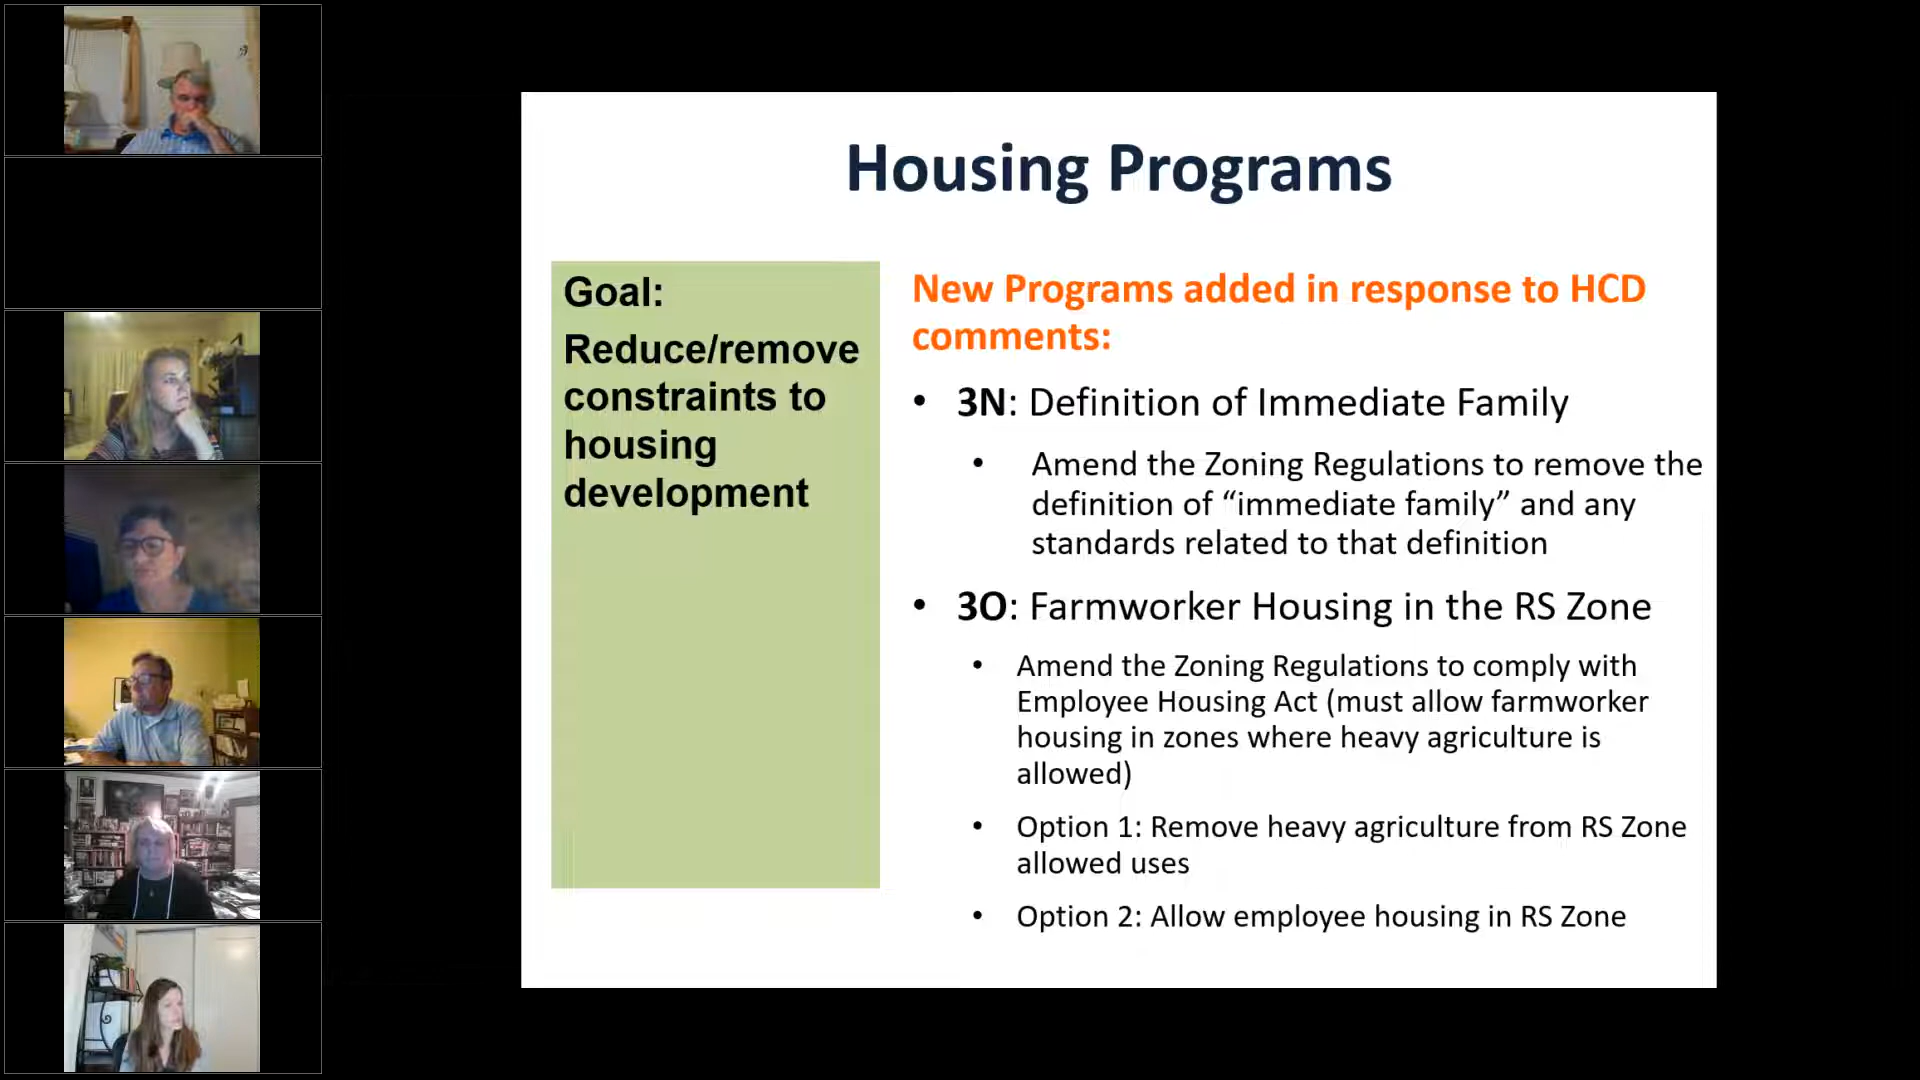 Housing Programs
Goal:
Reduce/remove
constraints to
housing
development
New Programs added in response to HCD
comments:
• 3N: Definition of Immediate Family
• Amend the Zoning Regulations to remove the
definition of “immediate family” and any
standards related to that definition
• 3O: Farmworker Housing in the RS Zone
• Amend the Zoning Regulations to comply with
Employee Housing Act (must allow farmworker
housing in zones where heavy agriculture is
allowed)
• Option 1: Remove heavy agriculture from RS Zone
allowed uses
• Option 2: Allow employee housing in RS Zone